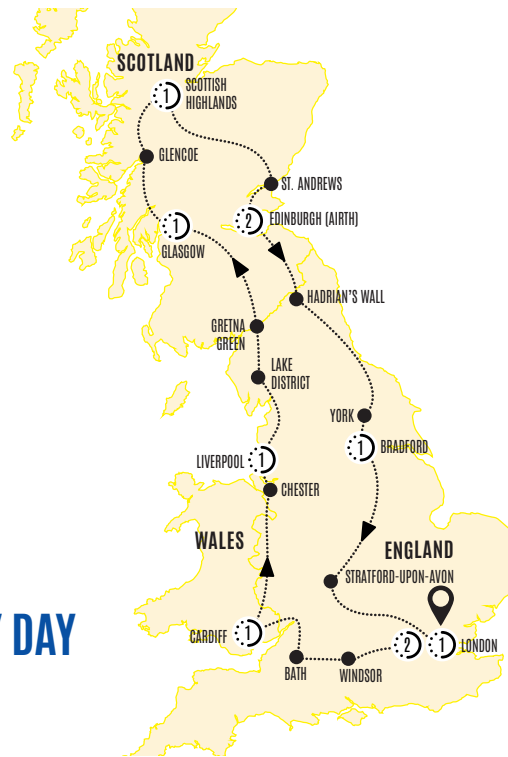 SCOTLAND
1
SCOTTISH
HIGHLANDS
GLENCOE
ST. ANDREWS
2
EDINBURGH (AIRTH)
1
GLASGOW
HADRIAN'S WALL
GRETNA
GREEN
LAKE
DISTRICT
YORK
1
BRADFORD
LIVERPOOL
1
CHESTER
WALES
ENGLAND
STRATFORD-UPON-AVON
DAY
CARDIFF
1
2
1
LONDON
BATH
WINDSOR